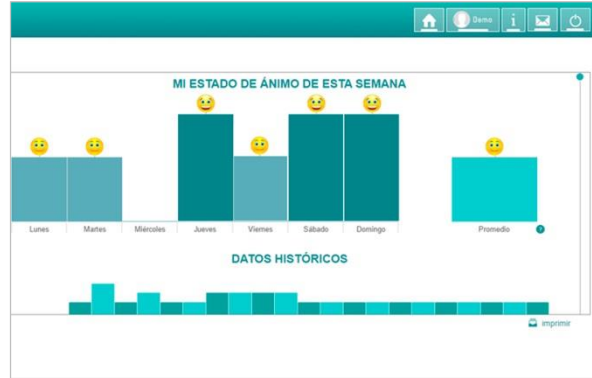 Demo
MI ESTADO DE ÁNIMO DE ESTA SEMANA
Lunes Martes Miércoles Jueves Viernes Sábado Domingo Promedio ?
DATOS HISTÓRICOS
imprimir